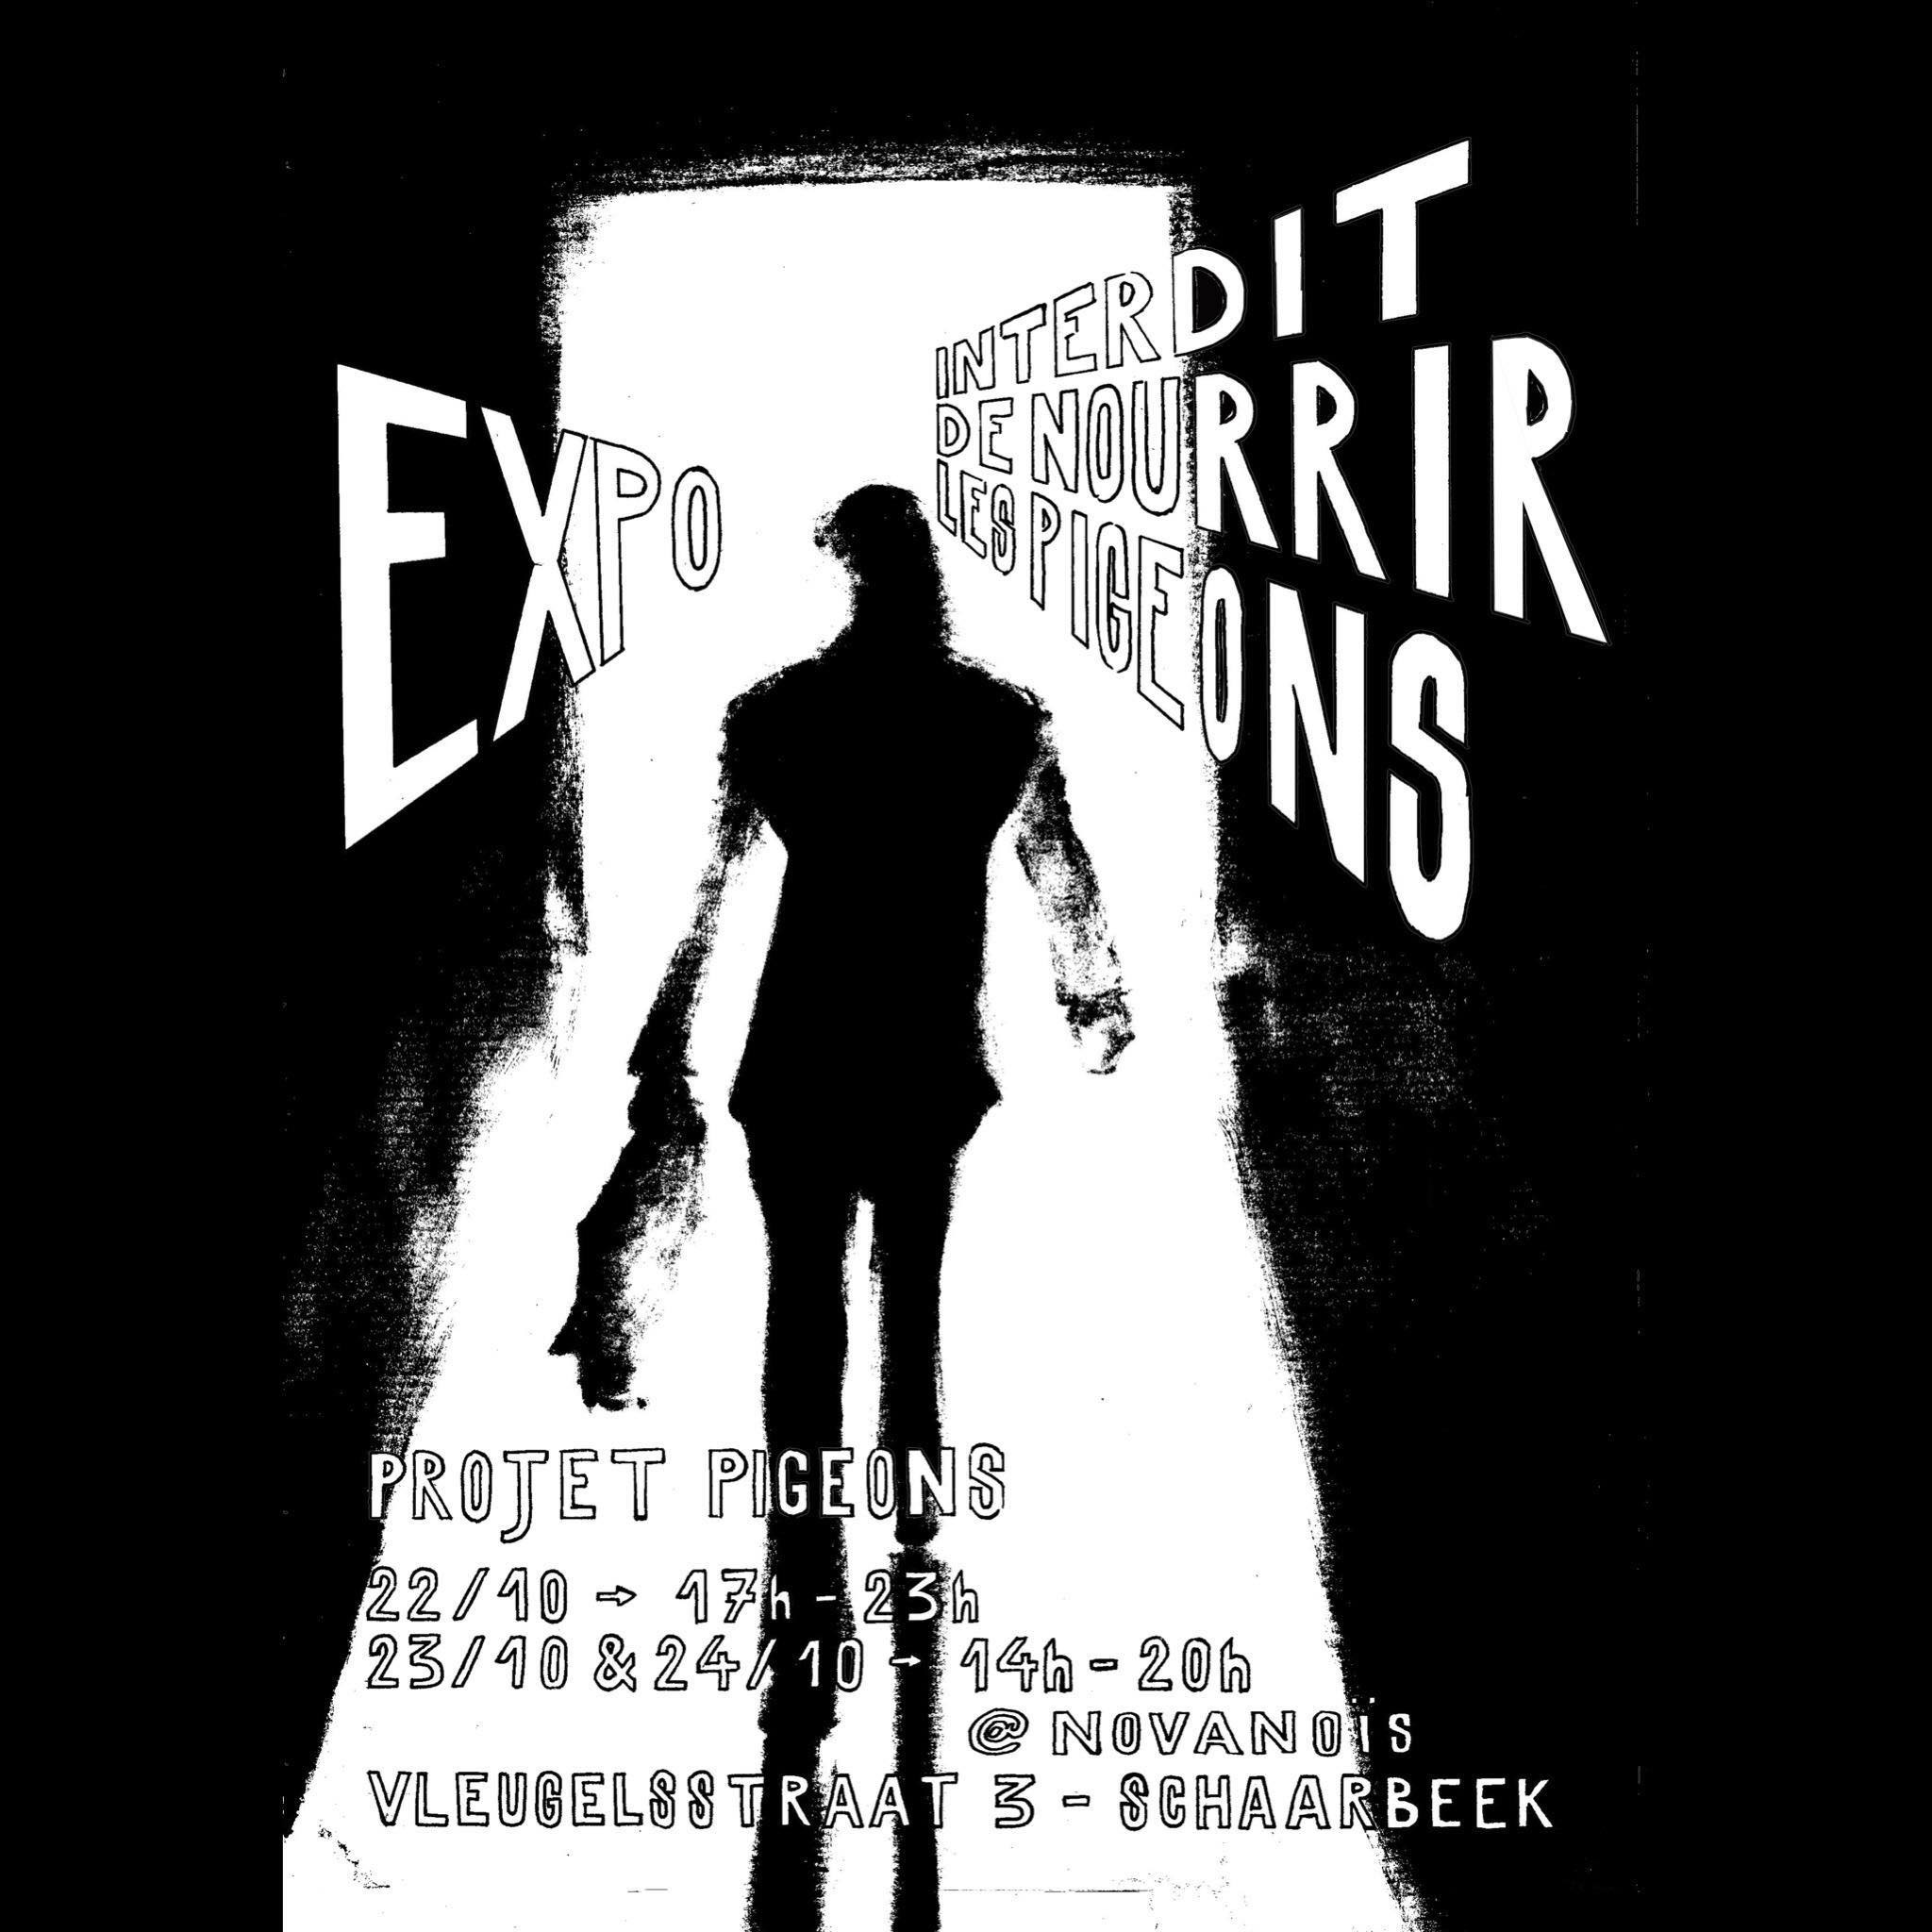 EXPO
INTERDIT
DE NOURRIR
LES PIGEONS
PROJET PIGEONS
22/10 → 17h - 23h
23/10 & 24/10 → 14h - 20h
@ NOVANOÏS
VLEUGELSSTRAAT 3 - SCHAARBEEK